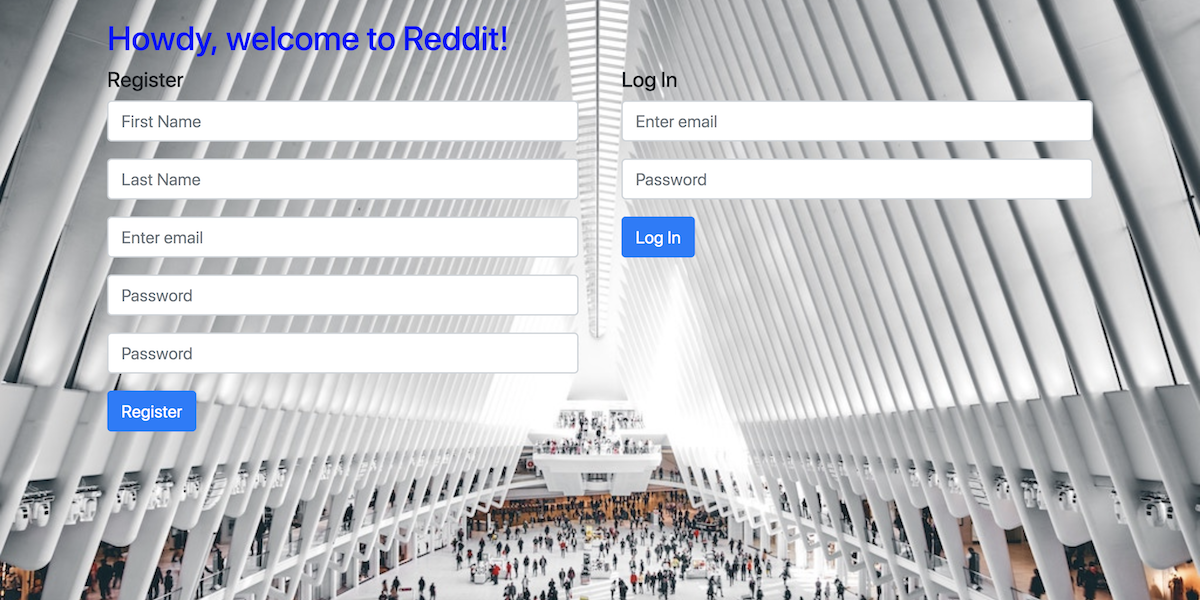 Howdy, welcome to Reddit!
Register
First Name
Last Name
Enter email
Password
Password
Register
Log In
Enter email
Password
Log In